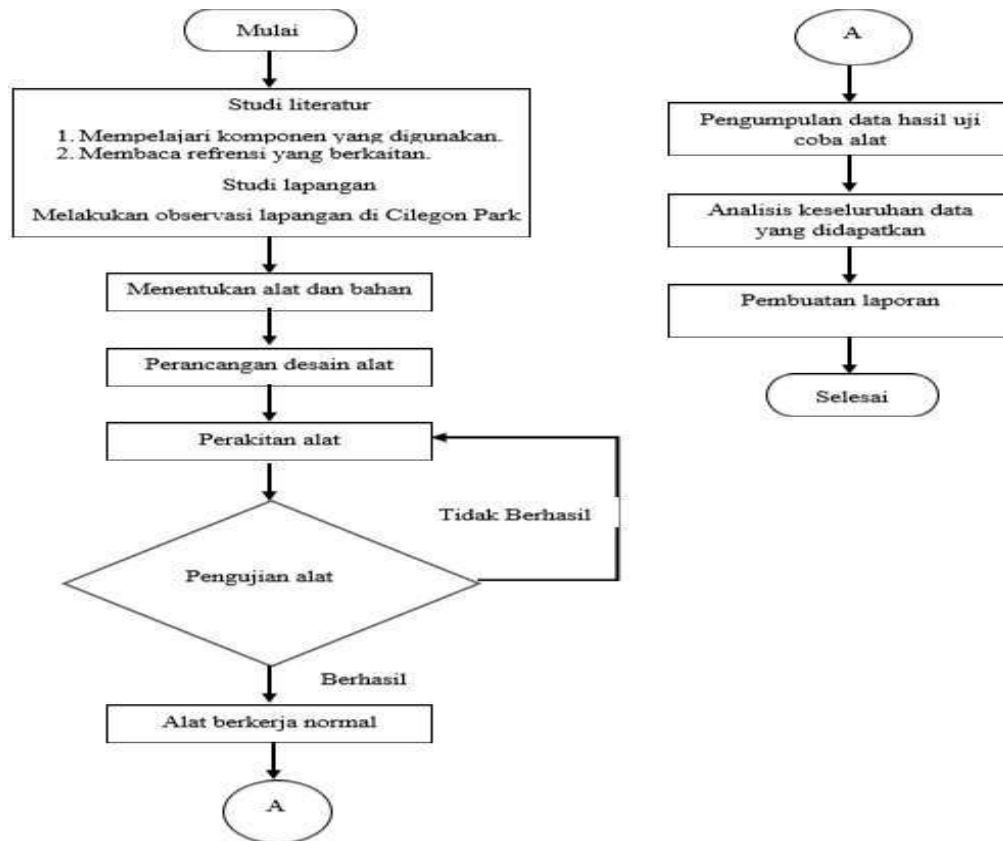 Mulai
Studi literatur
1. Mempelajari komponen yang digunakan.
2. Membaca refrensi yang berkaitan.
Studi lapangan
Melakukan observasi lapangan di Cilegon Park
Menentukan alat dan bahan
Perancangan desain alat
Perakitan alat
Tidak Berhasil
Pengujian alat
Berhasil
Alat berkerja normal
A
A
Pengumpulan data hasil uji
coba alat
Analisis keseluruhan data
yang didapatkan
Pembuatan laporan
Selesai